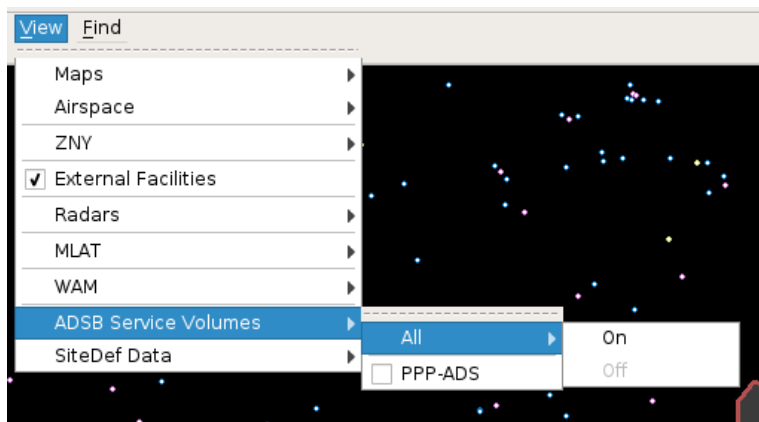 View Find
Maps
Airspace
ZNY
External Facilities
Radars
MLAT
WAM
ADSB Service Volumes
SiteDef Data
All
PPP-ADS
On
Off